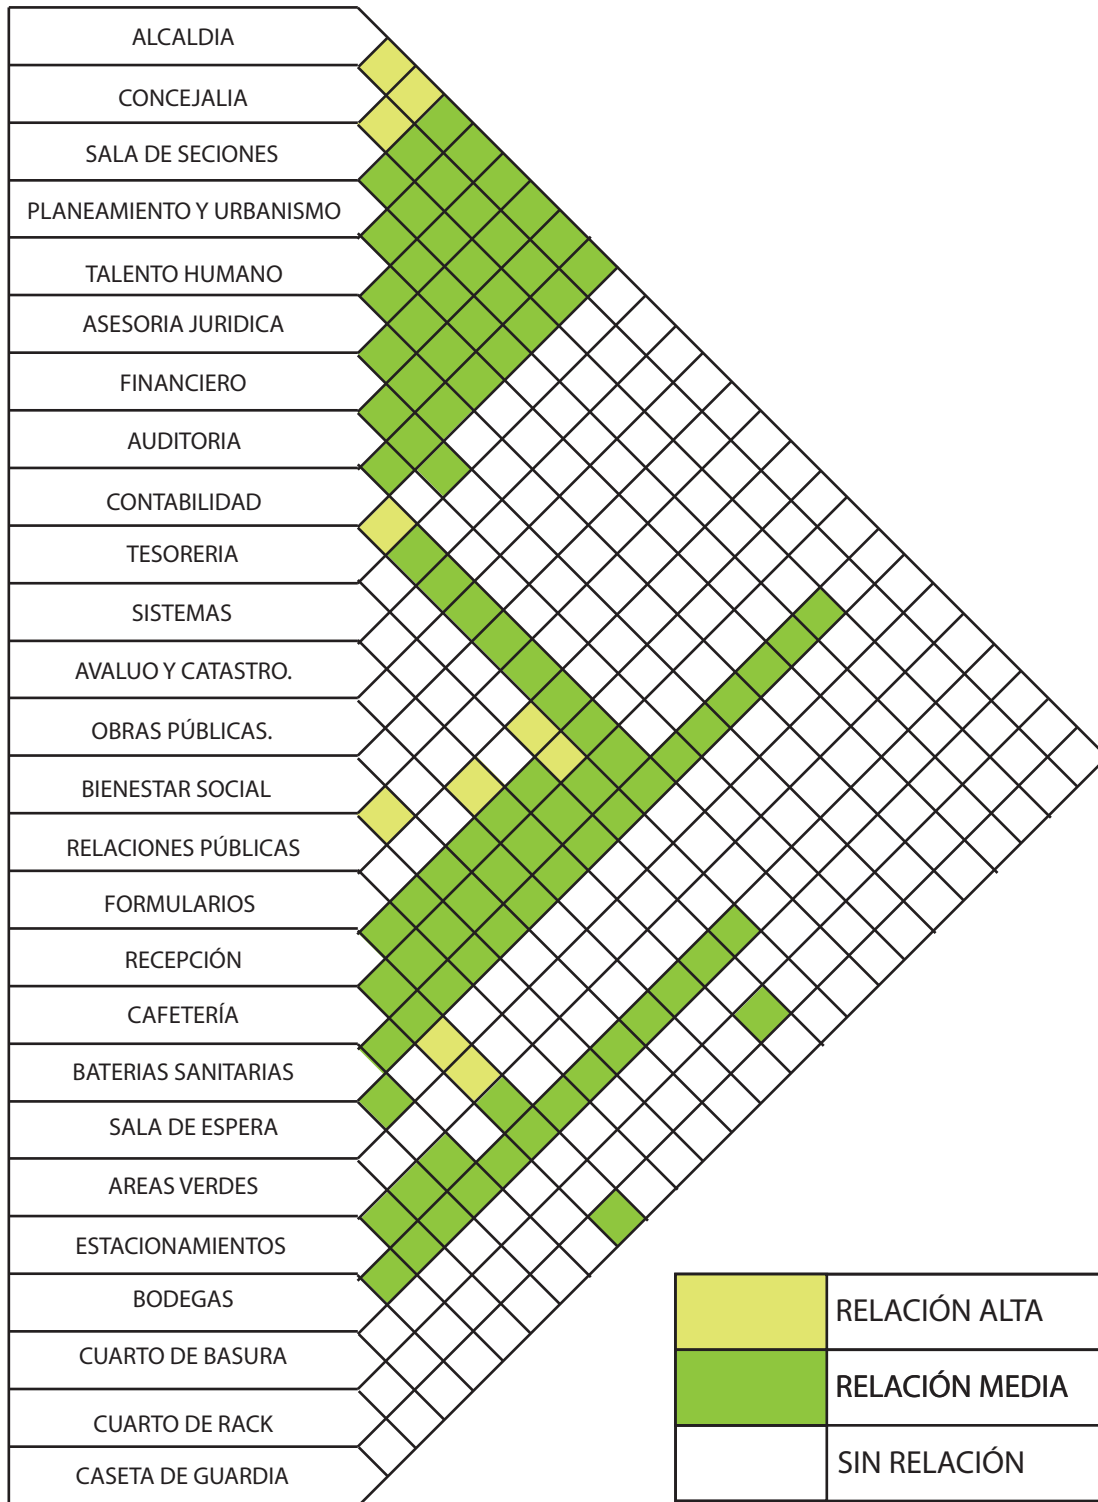 ALCALDIA
CONCEJALIA
SALA DE SECIONES
PLANEAMIENTO Y URBANISMO
TALENTO HUMANO
ASESORIA JURIDICA
FINANCIERO
AUDITORIA
CONTABILIDAD
TESORERIA
SISTEMAS
AVALUO Y CATASTRO.
OBRAS PÚBLICAS.
BIENESTAR SOCIAL
RELACIONES PÚBLICAS
FORMULARIOS
RECEPCIÓN
CAFETERÍA
BATERIAS SANITARIAS
SALA DE ESPERA
AREAS VERDES
ESTACIONAMIENTOS
BODEGAS
CUARTO DE BASURA
CUARTO DE RACK
CASETA DE GUARDIA
RELACIÓN ALTA
RELACIÓN MEDIA
SIN RELACIÓN